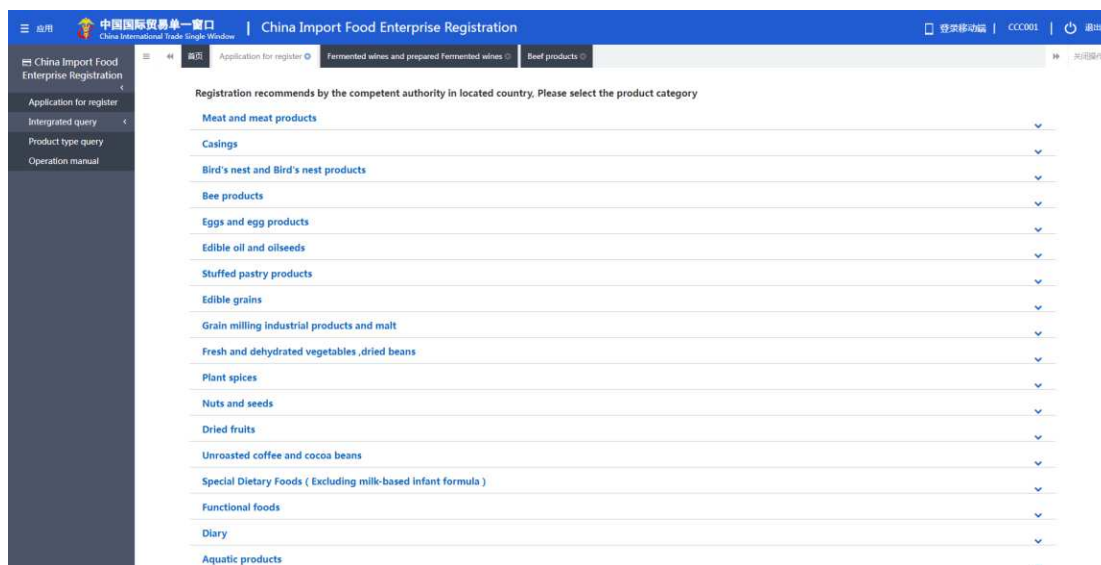 应用
中国国际贸易单一窗口
China International Trade Single Window
China Import Food Enterprise Registration
登录移动端
CCC001
退出
China Import Food
Enterprise Registration
Application for register
Intergrated query
Product type query
Operation manual
首页
Application for register
Fermented wines and prepared Fermented wines
Beef products
关闭操作
Registration recommends by the competent authority in located country, Please select the product category
Meat and meat products
Casings
Bird's nest and Bird's nest products
Bee products
Eggs and egg products
Edible oil and oilseeds
Stuffed pastry products
Edible grains
Grain milling industrial products and malt
Fresh and dehydrated vegetables ,dried beans
Plant spices
Nuts and seeds
Dried fruits
Unroasted coffee and cocoa beans
Special Dietary Foods ( Excluding milk-based infant formula )
Functional foods
Diary
Aquatic products